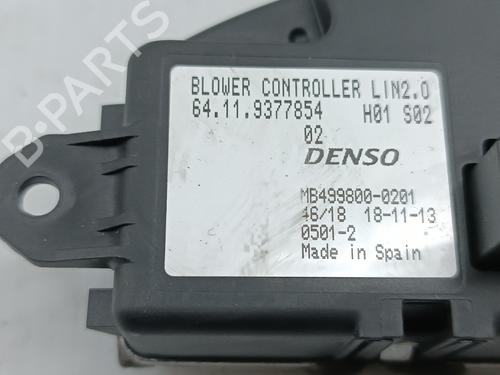 BLOWER CONTROLLER LIN2.0
64.11.9377854 H01 S02
02
DENSO
MB499800-0201
46/18 18-11-13
0501-2
Made in Spain